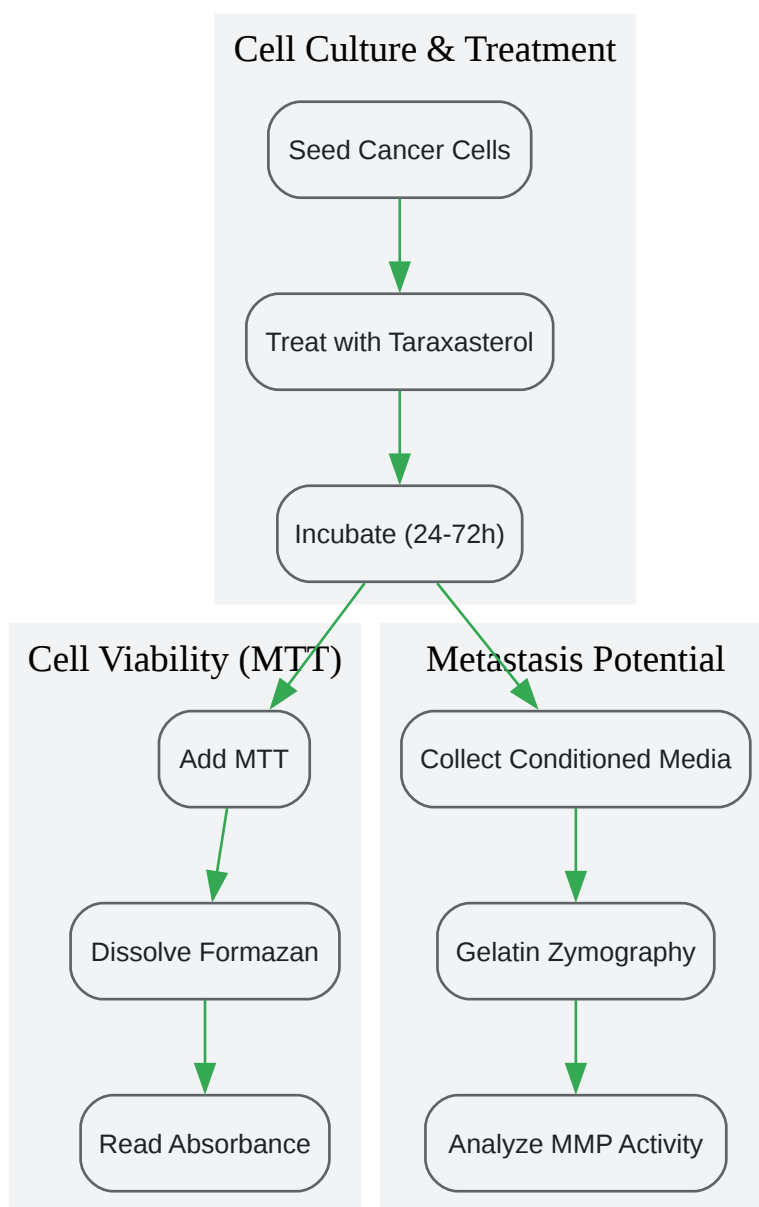 Cell Culture & Treatment
Seed Cancer Cells
Treat with Taraxasterol
Incubate (24-72h)
Cell Viability (MTT)
Add MTT
Dissolve Formazan
Read Absorbance
Metastasis Potential
Collect Conditioned Media
Gelatin Zymography
Analyze MMP Activity